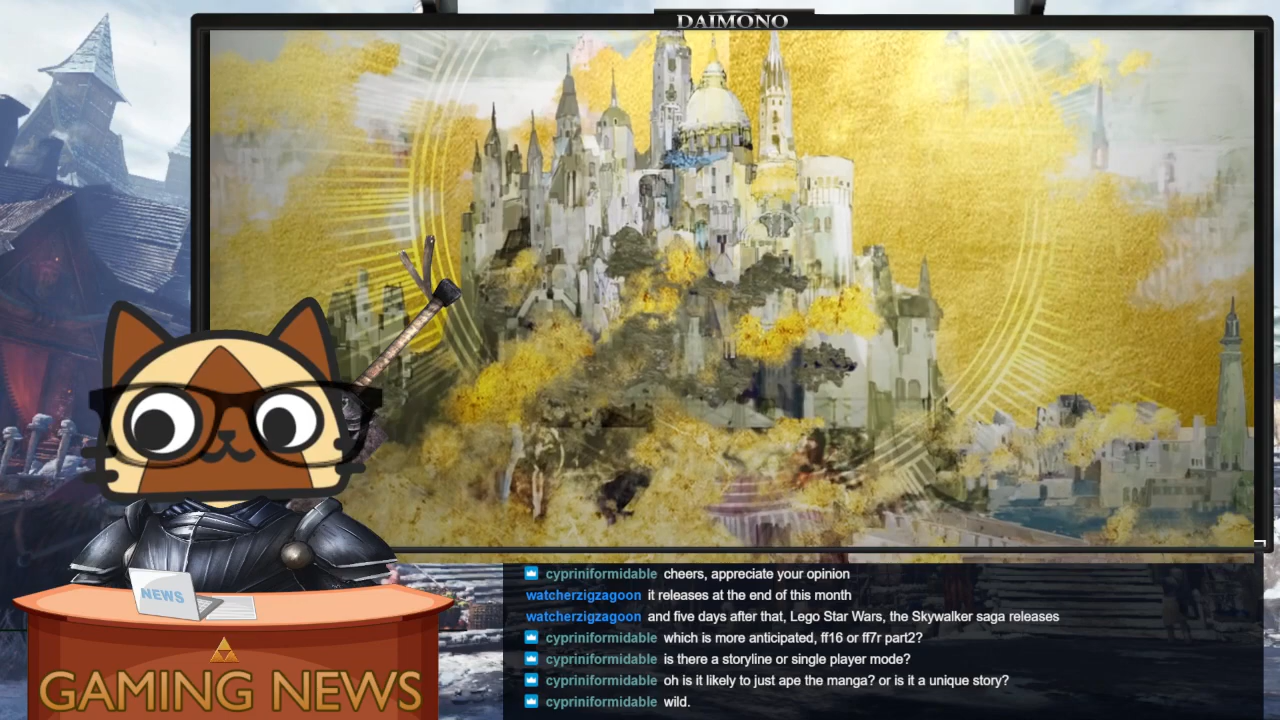 DAIMONO
cypriniformidable cheers, appreciate your opinion
watcherzigzagoon it releases at the end of this month
watcherzigzagoon and five days after that, Lego Star Wars, the Skywalker saga releases
cypriniformidable which is more anticipated, ff16 or ff7r part2?
cypriniformidable is there a storyline or single player mode?
cypriniformidable oh is it likely to just ape the manga? or is it a unique story?
cypriniformidable wild.
NEWS
GAMING NEWS